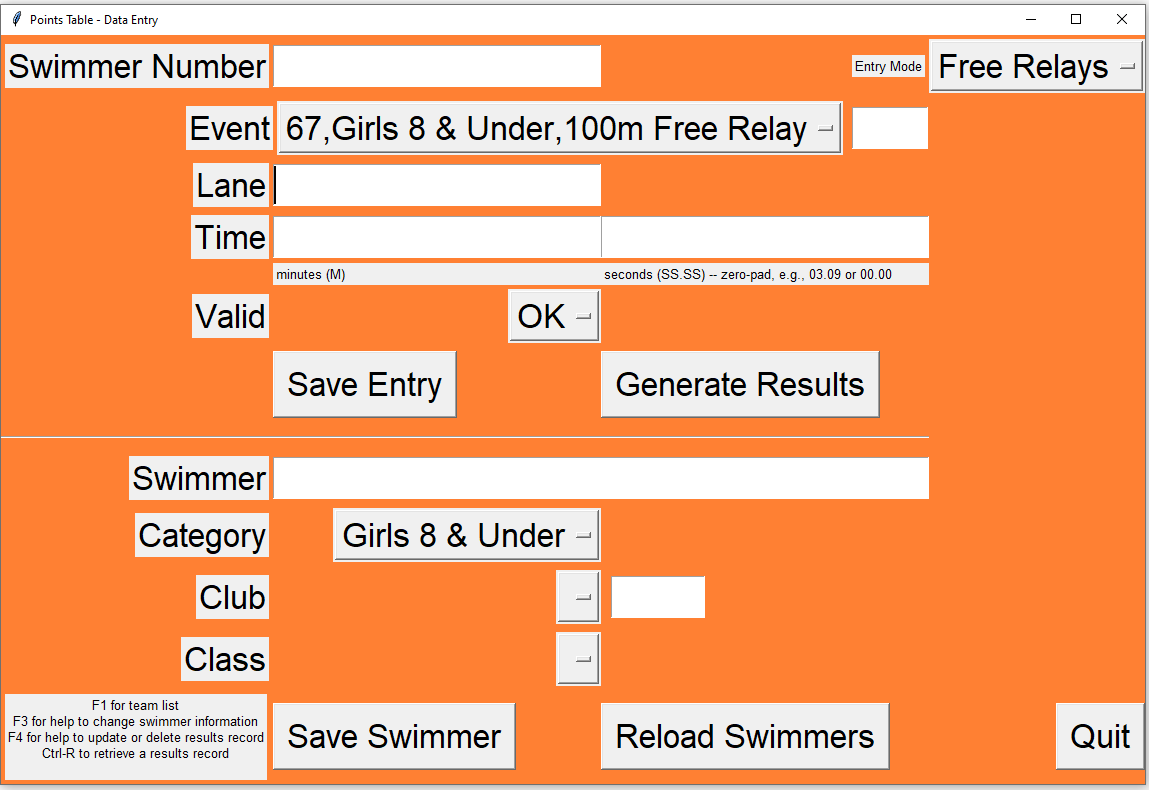 Points Table - Data Entry
Swimmer Number
Entry Mode
Free Relays
Event
67,Girls 8 & Under,100m Free Relay
Lane
Time
minutes (M)
seconds (SS.SS) -- zero-pad, e.g., 03.09 or 00.00
Valid
OK
Save Entry
Generate Results
Swimmer
Category
Girls 8 & Under
Club
Class
F1 for team list
F3 for help to change swimmer information
F4 for help to update or delete results record
Ctrl-R to retrieve a results record
Save Swimmer
Reload Swimmers
Quit